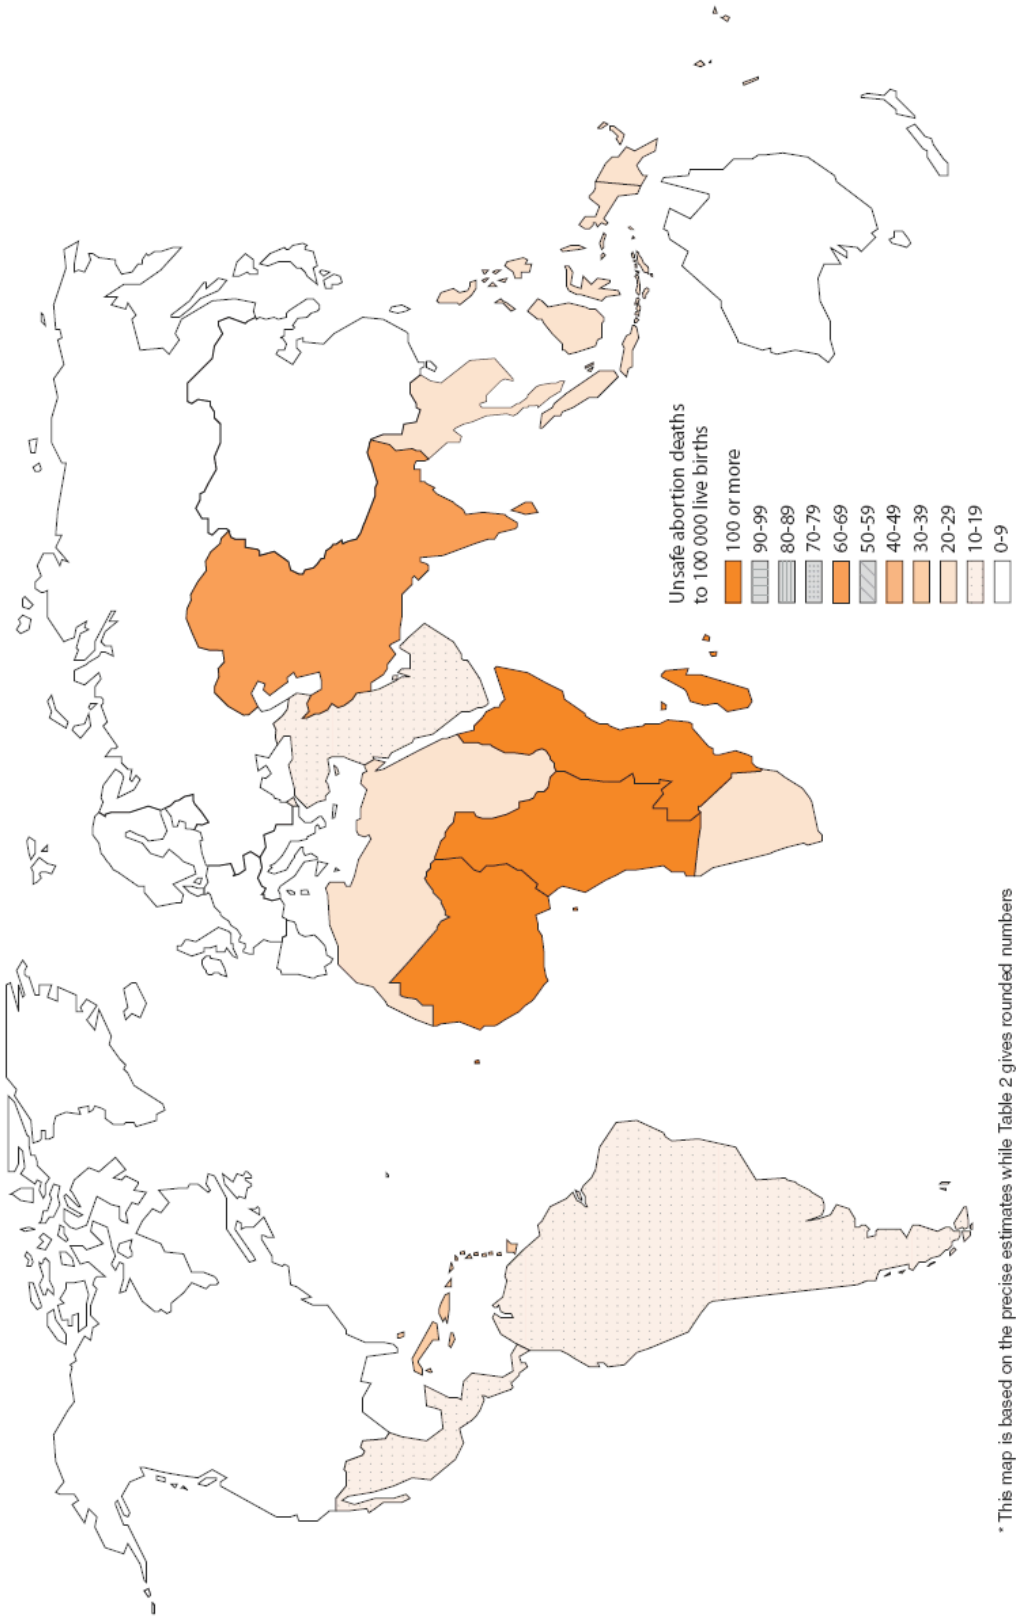 Unsafe abortion deaths
to 100 000 live births
100 or more
90-99
80-89
70-79
60-69
50-59
40-49
30-39
20-29
10-19
0-9
* This map is based on the precise estimates while Table 2 gives rounded numbers